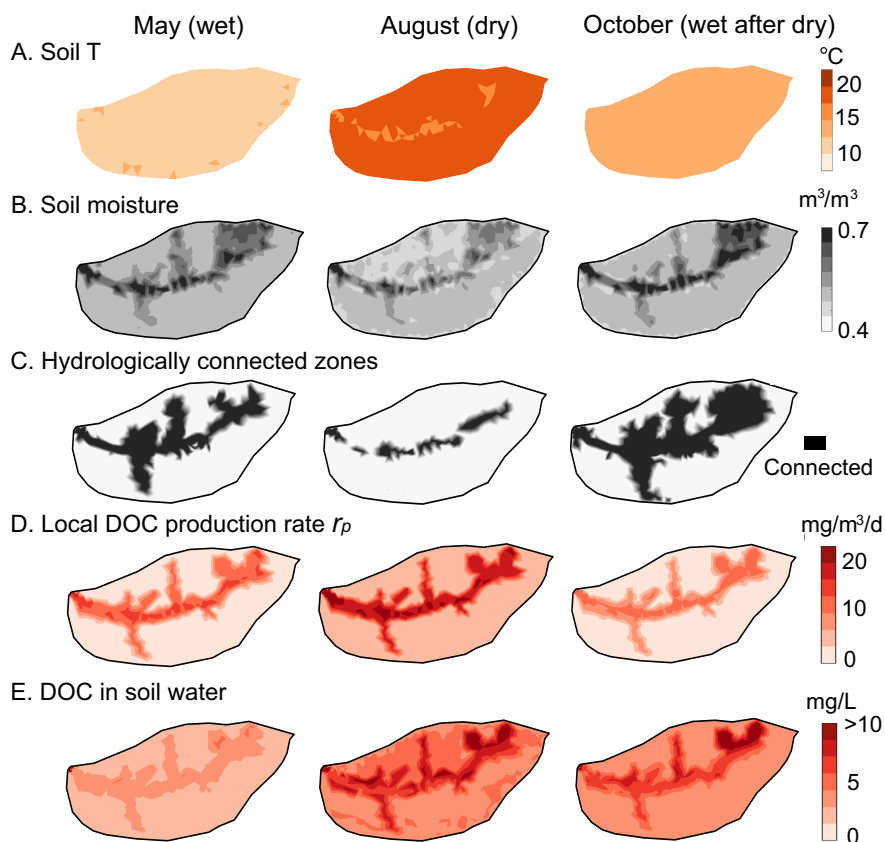 May (wet) August (dry) October (wet after dry)
A. Soil T
°C
20
15
10
B. Soil moisture
m³/m³
0.7
0.4
C. Hydrologically connected zones
Connected
D. Local DOC production rate rₚ
mg/m³/d
20
10
0
E. DOC in soil water
mg/L
>10
5
0